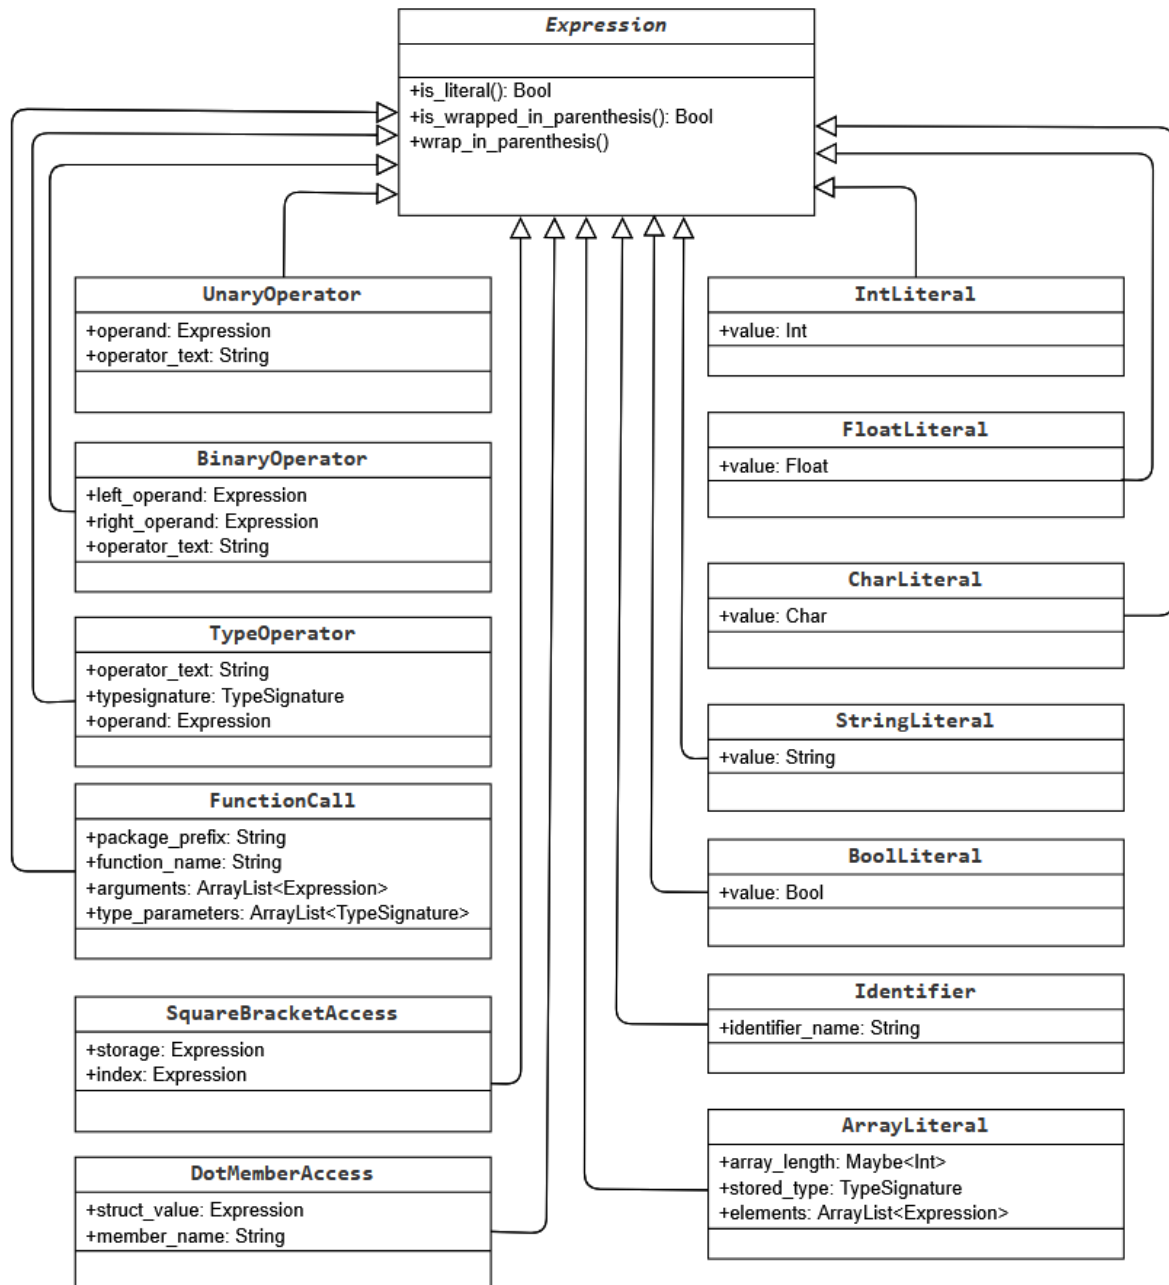 Expression
+is_literal(): Bool
+is_wrapped_in_parenthesis(): Bool
+wrap_in_parenthesis()
UnaryOperator
+operand: Expression
+operator_text: String
BinaryOperator
+left_operand: Expression
+right_operand: Expression
+operator_text: String
TypeOperator
+operator_text: String
+typesignature: TypeSignature
+operand: Expression
FunctionCall
+package_prefix: String
+function_name: String
+arguments: ArrayList<Expression>
+type_parameters: ArrayList<TypeSignature>
SquareBracketAccess
+storage: Expression
+index: Expression
DotMemberAccess
+struct_value: Expression
+member_name: String
IntLiteral
+value: Int
FloatLiteral
+value: Float
CharLiteral
+value: Char
StringLiteral
+value: String
BoolLiteral
+value: Bool
Identifier
+identifier_name: String
ArrayLiteral
+array_length: Maybe<Int>
+stored_type: TypeSignature
+elements: ArrayList<Expression>